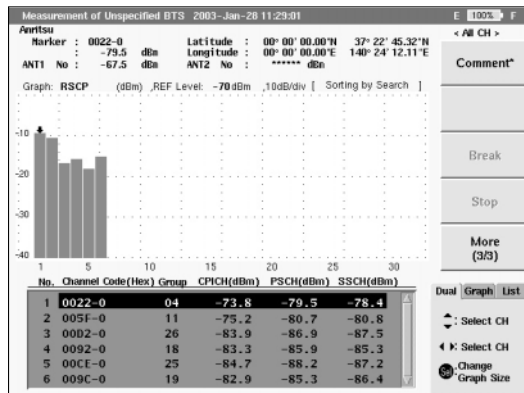 Measurement of Unspecified BTS 2003-Jan-28 11:29:01 E 100% F
Anritsu < All CH >
Marker : 0022-0 Latitude : 00° 00' 00.00"N 37° 22' 45.32"N
: -79.5 dBm Longitude : 00° 00' 00.00"E 140° 24' 12.11"E
ANT1 No : -67.5 dBm ANT2 No : ****** dBm
Comment*
Graph: RSCP (dBm) ,REF Level: -70 dBm ,10dB/div [ Sorting by Search ]
-10
-20
-30
-40
1 5 10 15 20 25 30
Break
Stop
More
(3/3)
No. Channel Code(Hex) Group CPICH(dBm) PSCH(dBm) SSCH(dBm)
1 0022-0 04 -73.8 -79.5 -78.4
2 005F-0 11 -75.2 -80.7 -80.8
3 00D2-0 26 -83.9 -86.9 -87.5
4 0092-0 18 -83.3 -85.9 -85.3
5 00CE-0 25 -84.7 -88.2 -87.2
6 009C-0 19 -82.9 -85.3 -86.4
Dual Graph List
: Select CH
: Select CH
Sel :Change
Graph Size